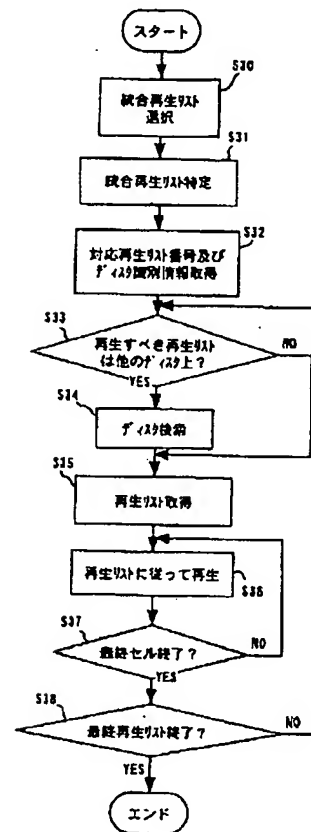 スタート
S30
統合再生リスト
選択
S31
統合再生リスト特定
S32
対応再生リスト番号及び
ディスク識別情報取得
S33
再生すべき再生リスト
は他のディスク上?
NO
YES
S34
ディスク検索
S35
再生リスト取得
再生リストに従って再生
S36
S37
最終セル終了?
NO
YES
S38
最終再生リスト終了?
NO
YES
エンド